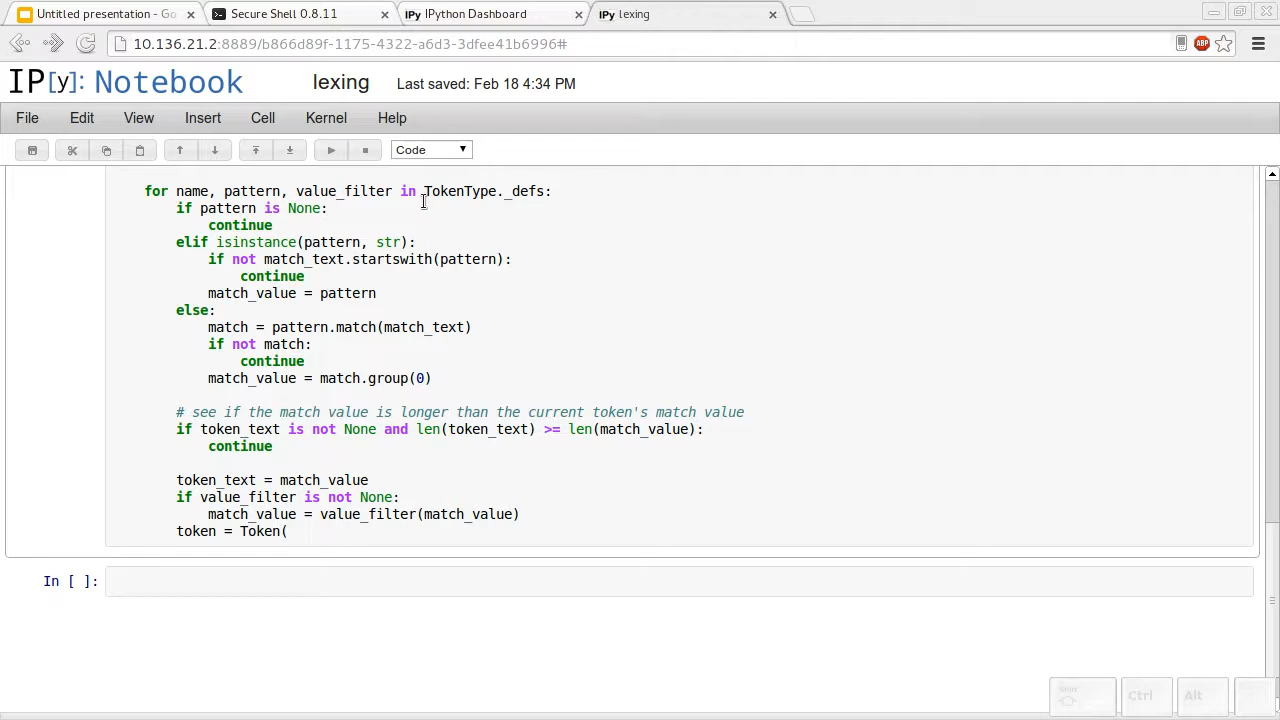 Untitled presentation - Go
Secure Shell 0.8.11
IPy IPython Dashboard
IPy lexing
10.136.21.2:8889/b866d89f-1175-4322-a6d3-3dfee41b6996#
ABP
IP[y]: Notebook
lexing
Last saved: Feb 18 4:34 PM
File
Edit
View
Insert
Cell
Kernel
Help
Code
for name, pattern, value_filter in TokenType._defs:
if pattern is None:
continue
elif isinstance(pattern, str):
if not match_text.startswith(pattern):
continue
match_value = pattern
else:
match = pattern.match(match_text)
if not match:
continue
match_value = match.group(0)
# see if the match value is longer than the current token's match value
if token_text is not None and len(token_text) >= len(match_value):
continue
token_text = match_value
if value_filter is not None:
match_value = value_filter(match_value)
token = Token(
In [ ]:
Shift
Ctrl
Alt